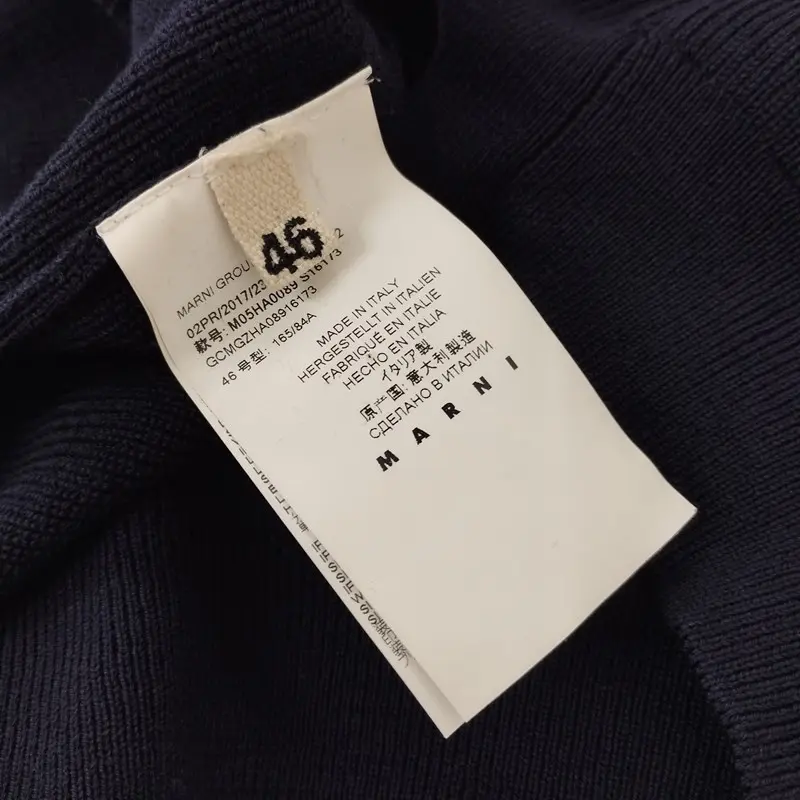 46
MARNI GROU
02PR/2017/23
款号: M05HA0089 S16173
GCMGZHA08916173
46 号型: 165/84A
MADE IN ITALY
HERGESTELLT IN ITALIEN
FABRIQUÉ EN ITALIE
HECHO EN ITALIA
イタリア製
原产国: 意大利製造
СДЕЛАНО В ИТАЛИИ
MARNI